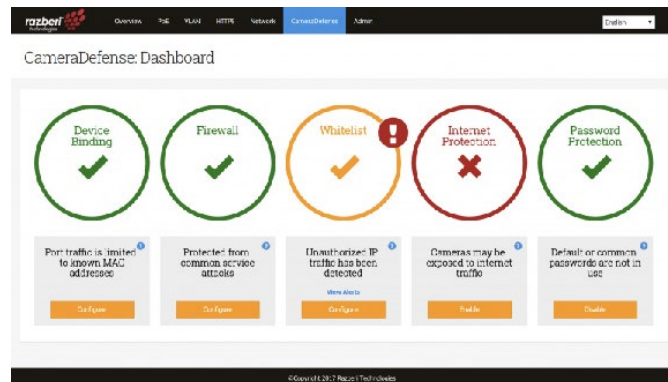 razberi
technologies
Overview PoE VLAN HTTPS Network CameraDefense Admin English
CameraDefense: Dashboard
Device
Binding
Firewall
Whitelist
!
Internet
Protection
Password
Protection
Port traffic is limited
to known MAC
addresses
Configure
Protected from
common service
attacks
Configure
Unauthorized IP
traffic has been
detected
View Alerts
Configure
Cameras may be
exposed to internet
traffic
Enable
Default or common
passwords are not in
use
Disable
©Copyright 2017 Razberi Technologies